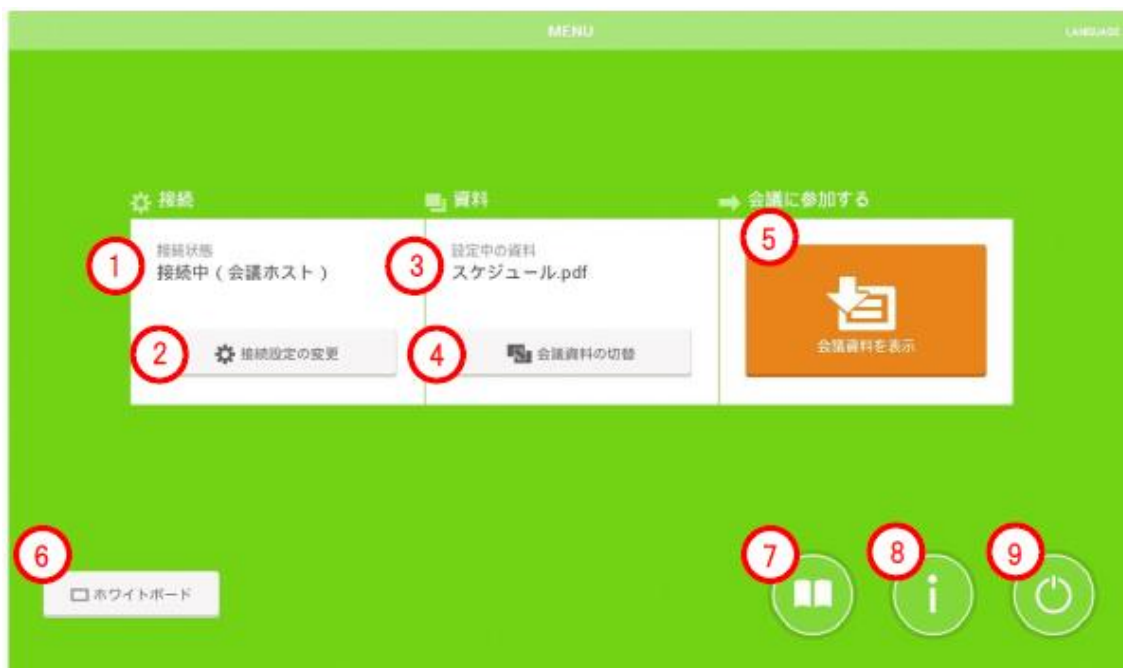 MENU
LANGUAGE
接続
資料
会議に参加する
1
接続状態
接続中 ( 会議ホスト )
2
接続設定の変更
3
設定中の資料
スケジュール.pdf
4
会議資料の切替
5
会議資料を表示
6
ホワイトボード
7
8
i
9